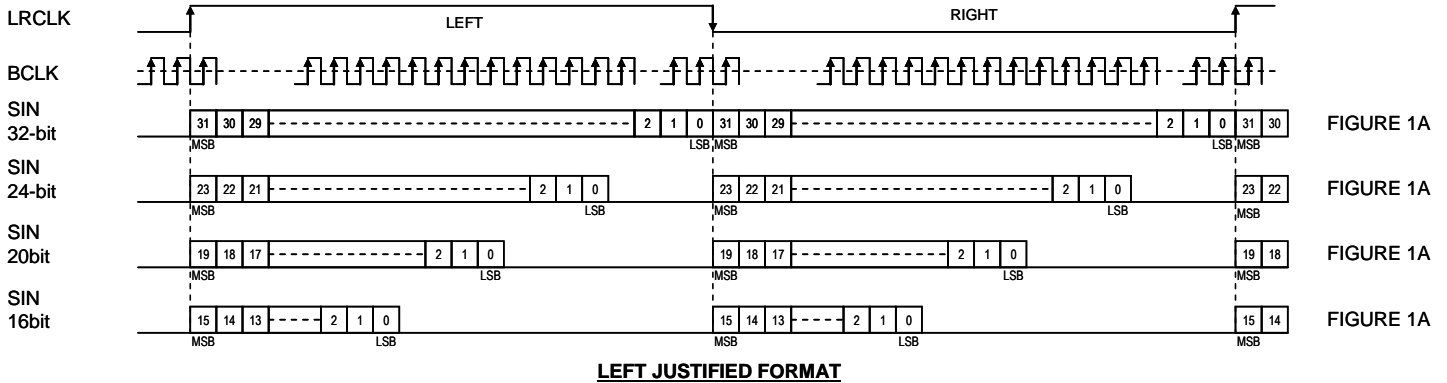 LRCLK LEFT RIGHT
BCLK
SIN
32-bit 31 30 29 2 1 0 31 30 29 2 1 0 31 30 FIGURE 1A
MSB LSB MSB LSB MSB
SIN
24-bit 23 22 21 2 1 0 23 22 21 2 1 0 23 22 FIGURE 1A
MSB LSB MSB LSB MSB
SIN
20bit 19 18 17 2 1 0 19 18 17 2 1 0 19 18 FIGURE 1A
MSB LSB MSB LSB MSB
SIN
16bit 15 14 13 2 1 0 15 14 13 2 1 0 15 14 FIGURE 1A
MSB LSB MSB LSB MSB
LEFT JUSTIFIED FORMAT